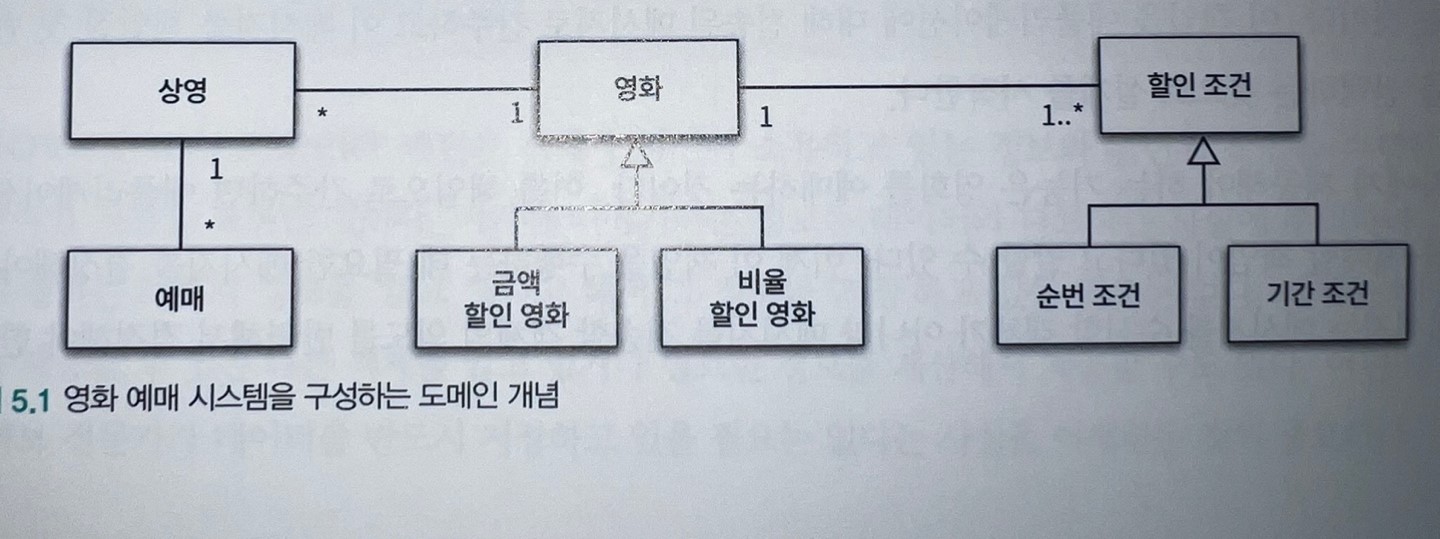 상영
영화
할인 조건
*
1
1
1..*
1
*
예매
금액
할인 영화
비율
할인 영화
순번 조건
기간 조건
5.1 영화 예매 시스템을 구성하는 도메인 개념